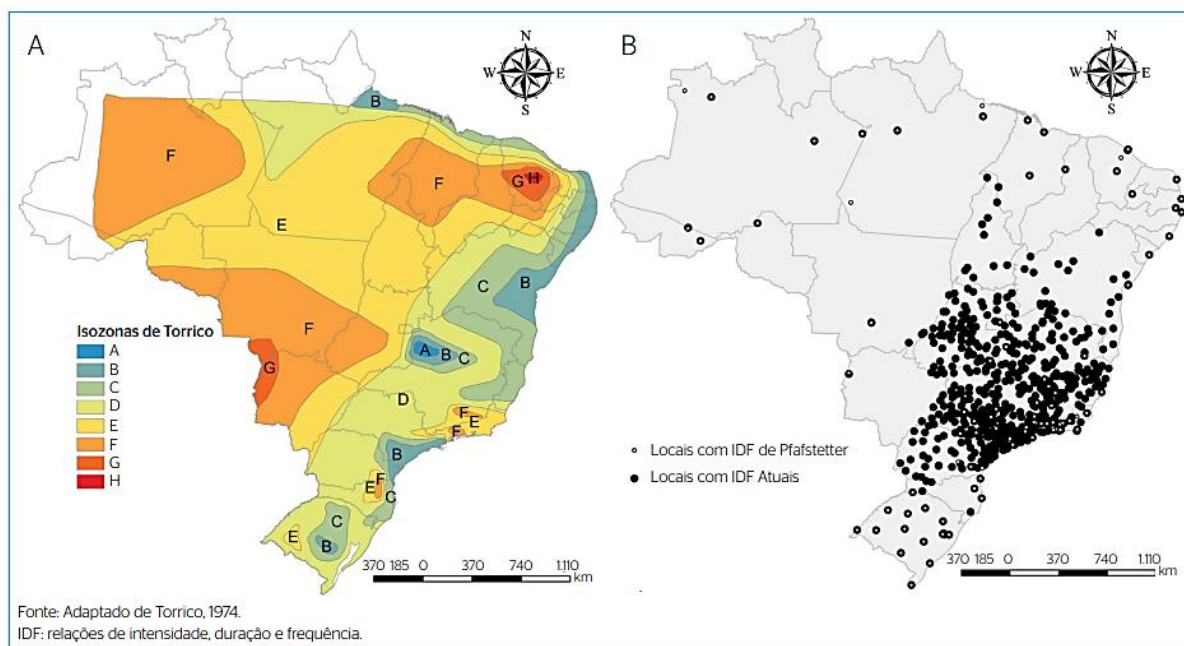 A
N
W E
S
B
F
E
F
G H
C
B
F
G
A B C
D
F
E
F
B
F
E
C
C
E
B
Isozonas de Torrico
A
B
C
D
E
F
G
H
370 185 0 370 740 1.110
km
B
N
W E
S
Locais com IDF de Pfafstetter
Locais com IDF Atuais
370 185 0 370 740 1.110
km
Fonte: Adaptado de Torrico, 1974.
IDF: relações de intensidade, duração e frequência.